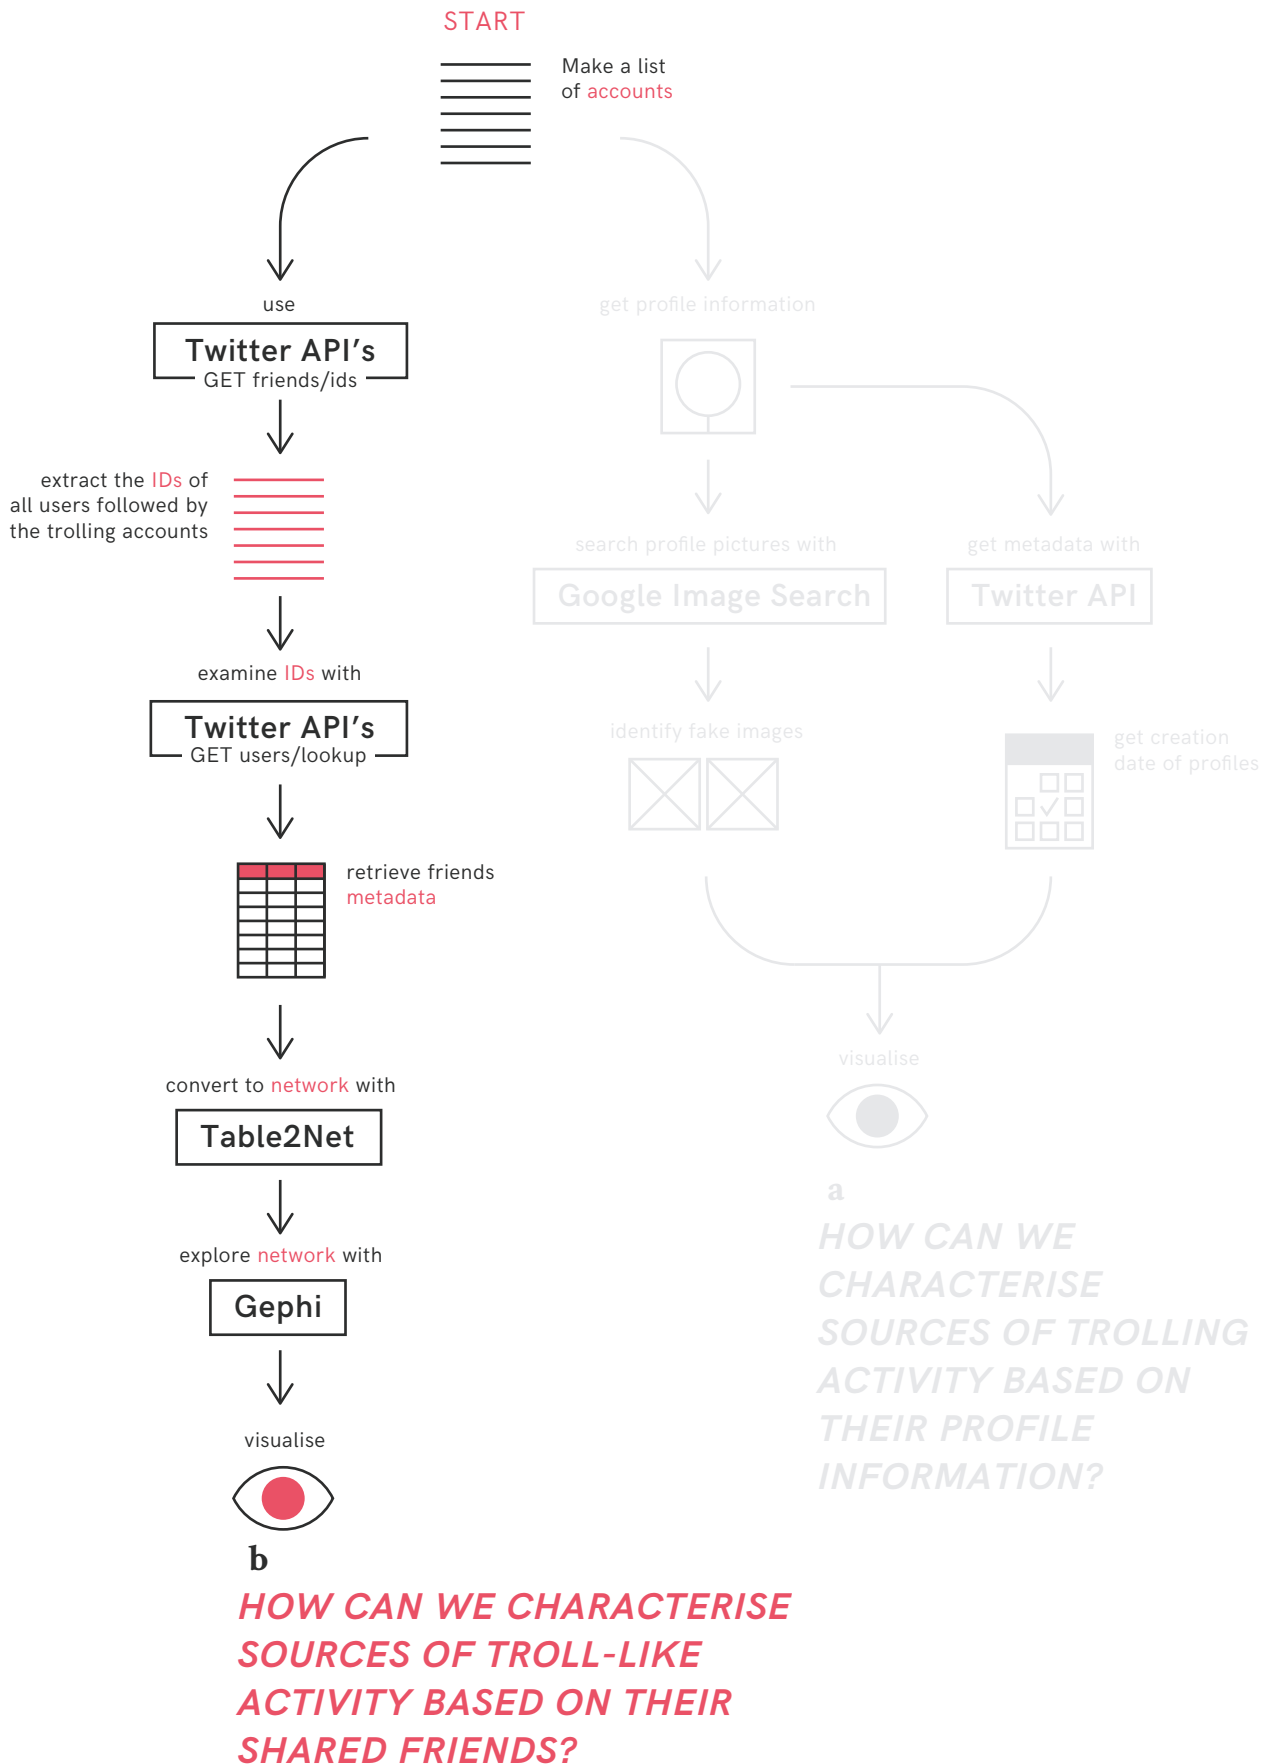 START
Make a list
of accounts
use
Twitter API's
GET friends/ids
extract the IDs of
all users followed by
the trolling accounts
examine IDs with
Twitter API's
GET users/lookup
retrieve friends
metadata
convert to network with
Table2Net
explore network with
Gephi
visualise
b
HOW CAN WE CHARACTERISE
SOURCES OF TROLL-LIKE
ACTIVITY BASED ON THEIR
SHARED FRIENDS?
get profile information
search profile pictures with
Google Image Search
identify fake images
get metadata with
Twitter API
get creation
date of profiles
visualise
a
HOW CAN WE
CHARACTERISE
SOURCES OF TROLLING
ACTIVITY BASED ON
THEIR PROFILE
INFORMATION?